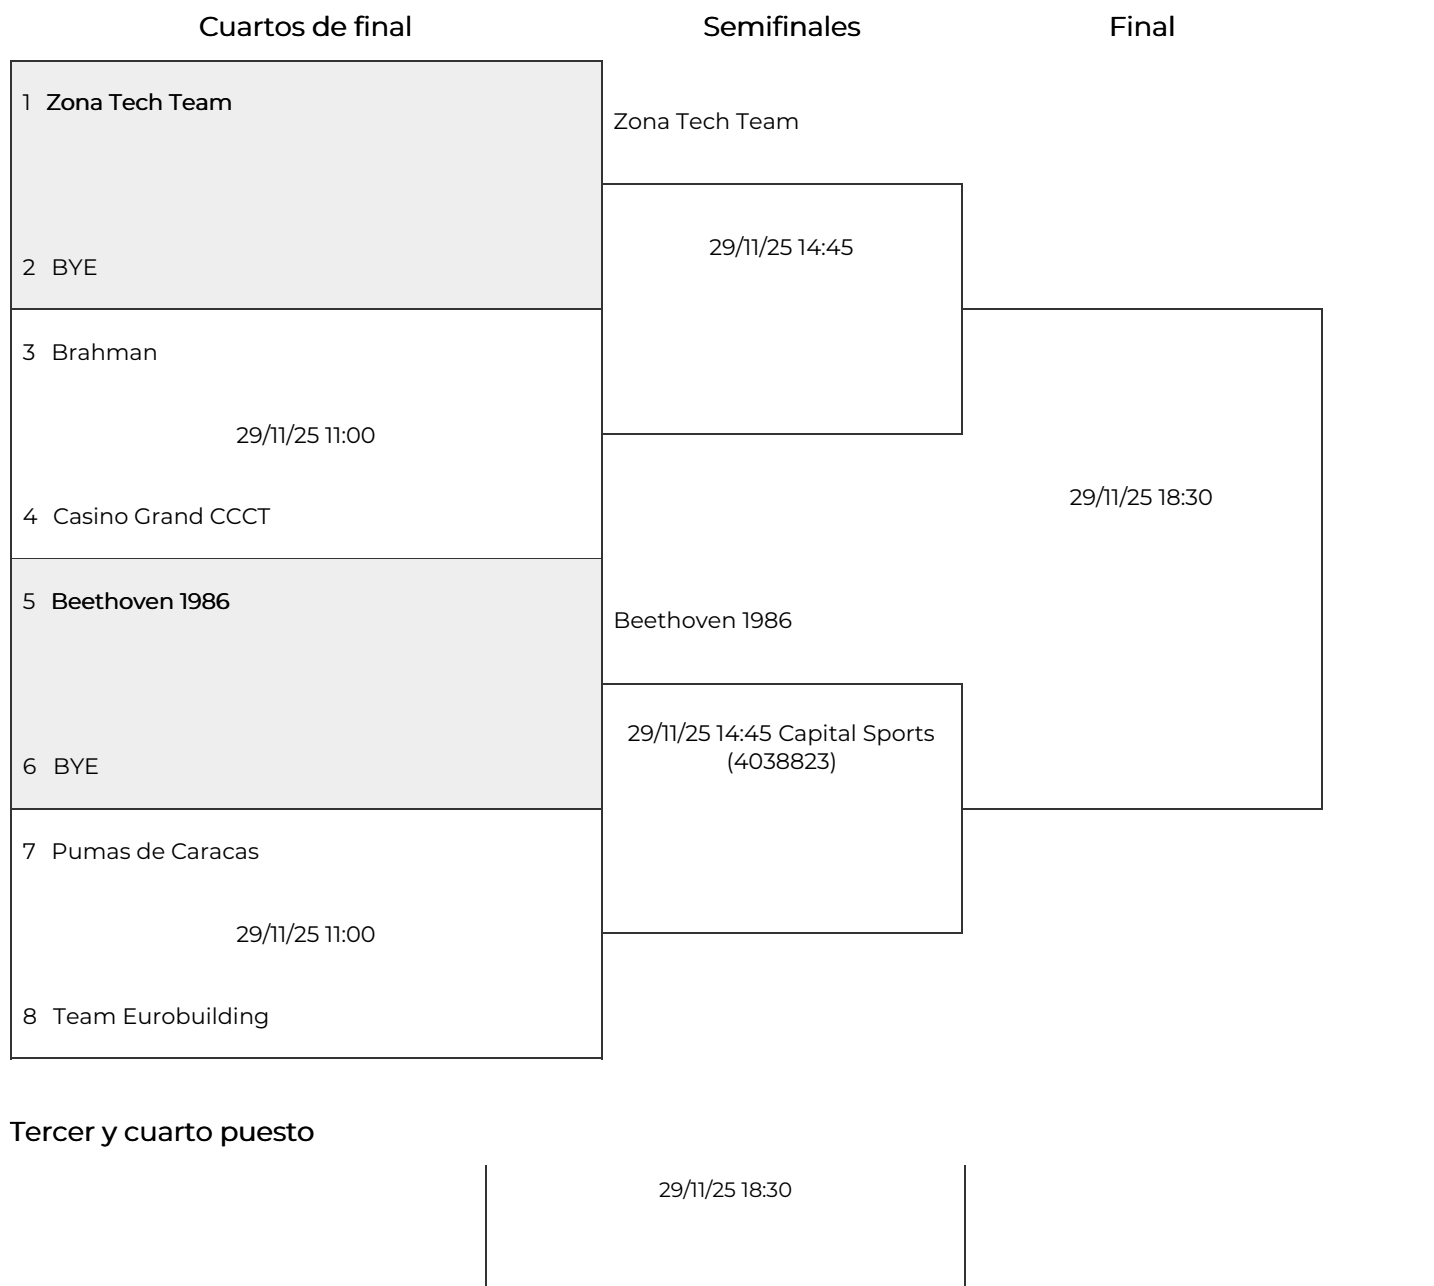 Cuartos de final
Semifinales
Final
1 Zona Tech Team
2 BYE
3 Brahman
29/11/25 11:00
4 Casino Grand CCCT
5 Beethoven 1986
6 BYE
7 Pumas de Caracas
29/11/25 11:00
8 Team Eurobuilding
Zona Tech Team
29/11/25 14:45
Beethoven 1986
29/11/25 14:45 Capital Sports
(4038823)
29/11/25 18:30
Tercer y cuarto puesto
29/11/25 18:30